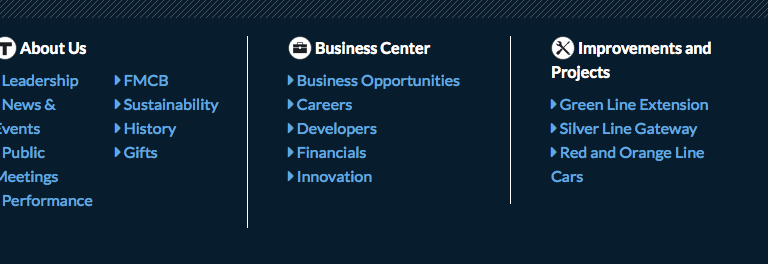 About Us
Leadership
News &
Events
Public
Meetings
Performance
FMCB
Sustainability
History
Gifts
Business Center
Business Opportunities
Careers
Developers
Financials
Innovation
Improvements and
Projects
Green Line Extension
Silver Line Gateway
Red and Orange Line
Cars